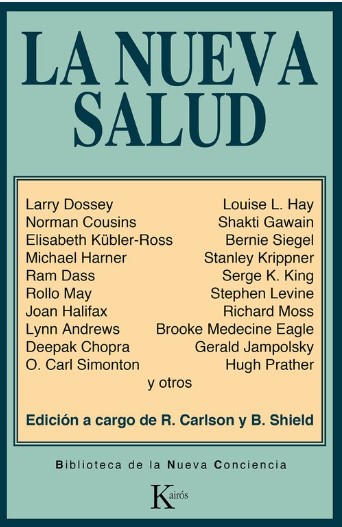 LA NUEVA
SALUD
Larry Dossey Louise L. Hay
Norman Cousins Shakti Gawain
Elisabeth Kübler-Ross Bernie Siegel
Michael Harner Stanley Krippner
Ram Dass Serge K. King
Rollo May Stephen Levine
Joan Halifax Richard Moss
Lynn Andrews Brooke Medecine Eagle
Deepak Chopra Gerald Jampolsky
O. Carl Simonton Hugh Prather
y otros
Edición a cargo de R. Carlson y B. Shield
Biblioteca de la Nueva Conciencia
Kairós